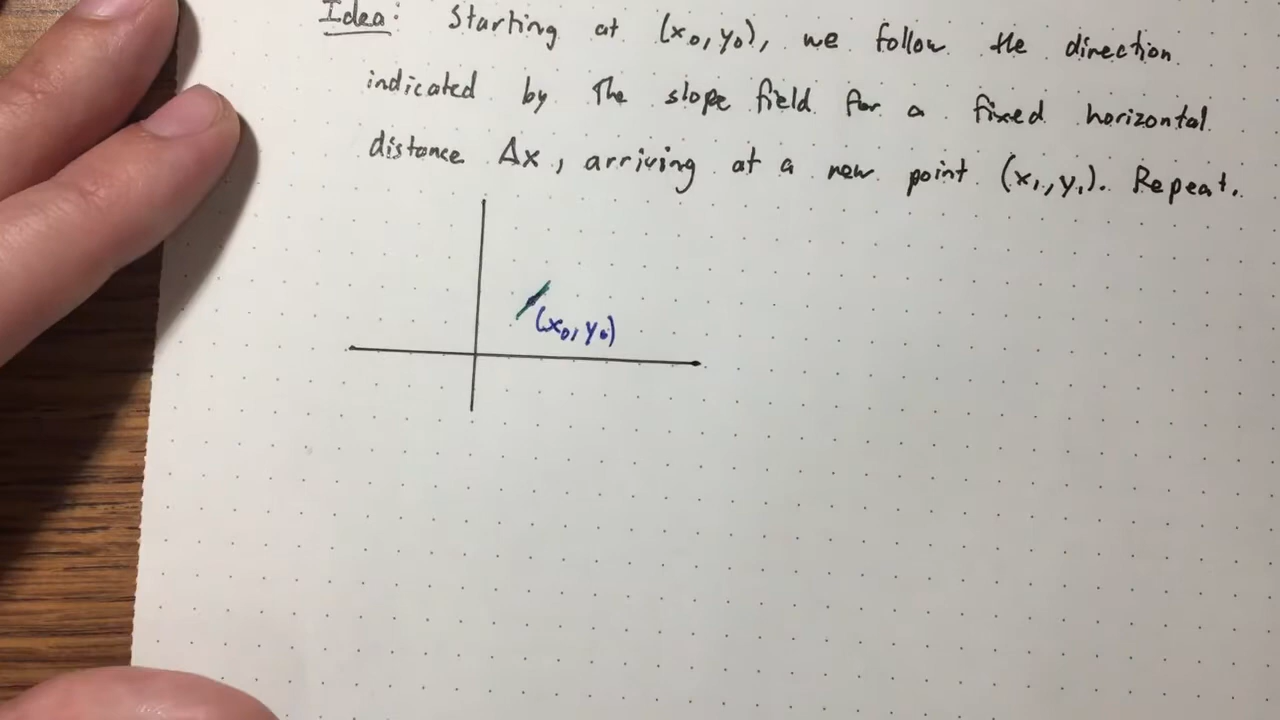 Idea: Starting at (x₀, y₀), we follow the direction
indicated by the slope field for a fixed horizontal
distance Δx, arriving at a new point (x₁, y₁). Repeat.
(x₀, y₀)